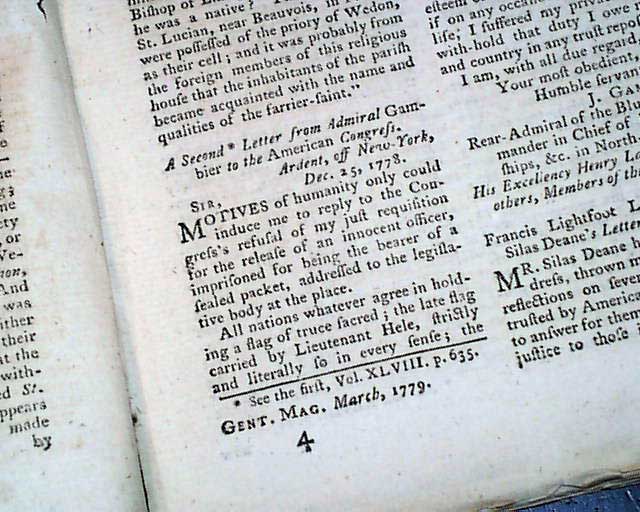 f
e
ety
, or
Ve-
non,
And
was
ither
their
at the
with-
ed St.
ppears
made
by
Bishop of
he was a native?
St. Lucian, near Beauvois, in
were poſſeſſed of the priory of Wedon,
as their cell; and it was probably from
the foreign members of this religious
houſe that the inhabitants of the pariſh
became acquainted with the name and
qualities of the farrier-ſaint."
A Second * Letter from Admiral Gam-
bier to the American Congreſs.
Ardent, off New-York,
Dec. 25, 1778.
SIR,
MOTIVES of humanity only could
induce me to reply to the Con-
greſs's refuſal of my juſt requiſition
for the releaſe of an innocent officer,
impriſoned for being the bearer of a
ſealed packet, addreſſed to the legiſla-
tive body at the place.
All nations whatever agree in hold-
ing a flag of truce ſacred; the late flag
carried by Lieutenant Hele, ſtrictly
and literally ſo in every ſenſe; the
* See the firſt, Vol. XLVIII. p. 635.
GENT. MAG. March, 1779.
4
eſteem
if on any occa
life; I ſuffered my priva
with-hold that duty I owe
and country in any truſt repo
I am, with all due regard
Your moſt obedient,
Humble ſervan
J. GA
Rear-Admiral of the Bl
mander in Chief of
ſhips, &c. in North
His Excellency Henry L
others, Members of th
Francis Lightfoot L
Silas Deane's Letter
MR. Silas Deane
dreſs, thrown
reflections on ſeve
truſted by Americ
to anſwer for them
juſtice to thoſe